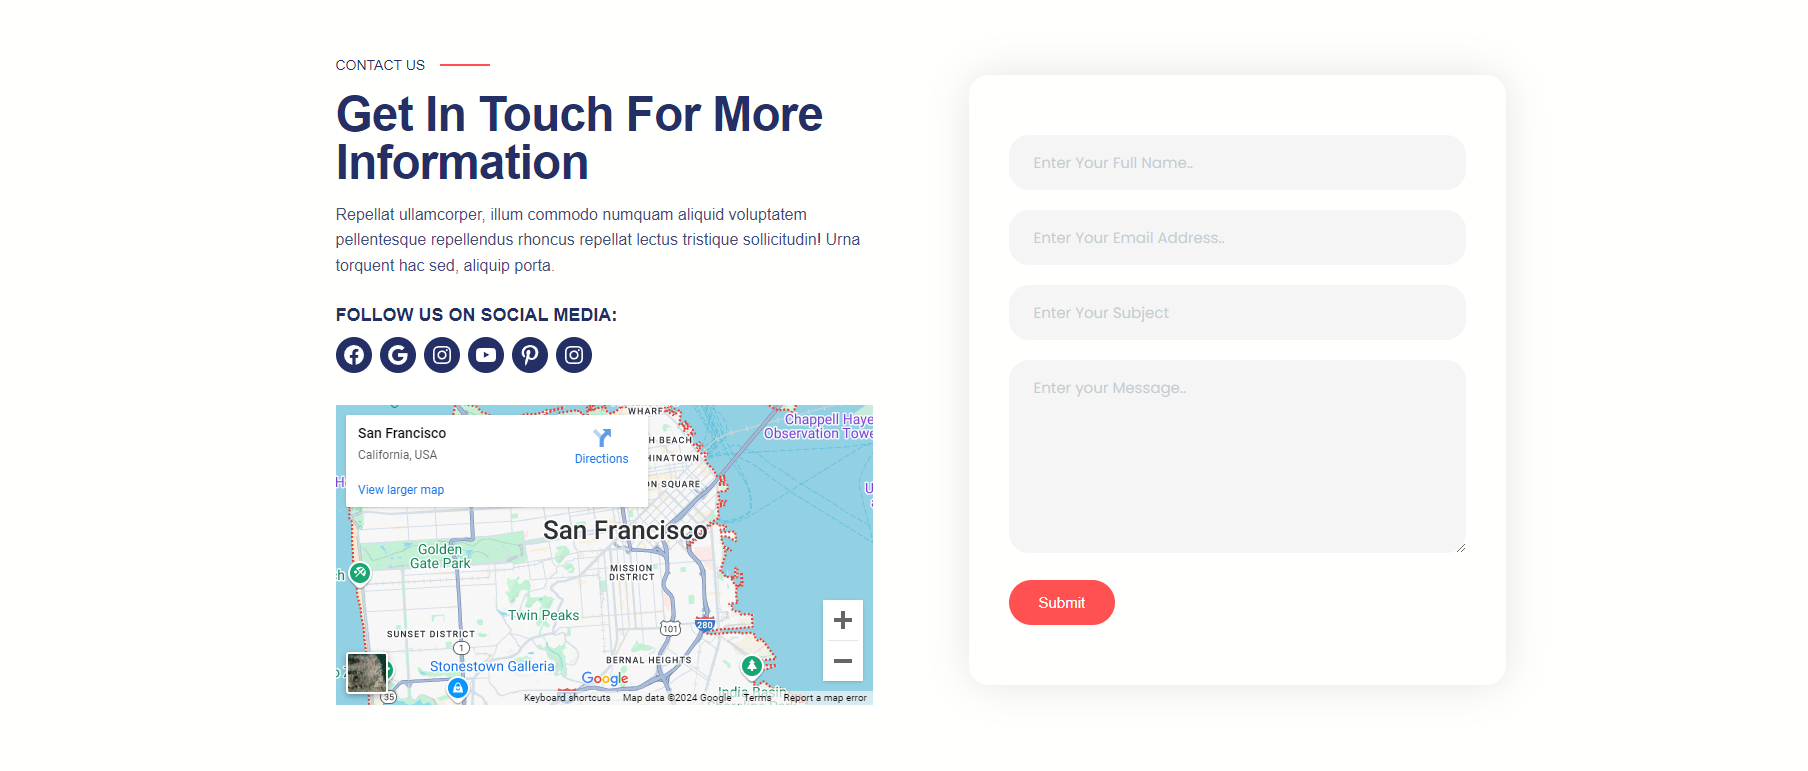 CONTACT US
Get In Touch For More
Information
Repellat ullamcorper, illum commodo numquam aliquid voluptatem
pellentesque repellendus rhoncus repellat lectus tristique sollicitudin! Urna
torquent hac sed, aliquip porta.
FOLLOW US ON SOCIAL MEDIA:
WHARF
Chappell Haye
Observation Towe
San Francisco
California, USA
Directions
View larger map
H BEACH
HINATOWN
ON SQUARE
San Francisco
Golden
Gate Park
MISSION
DISTRICT
Twin Peaks
101
280
SUNSET DISTRICT
1
Stonestown Galleria
BERNAL HEIGHTS
35
Google
India Basin
Keyboard shortcuts
Map data ©2024 Google
Terms
Report a map error
Enter Your Full Name..
Enter Your Email Address..
Enter Your Subject
Enter your Message..
Submit